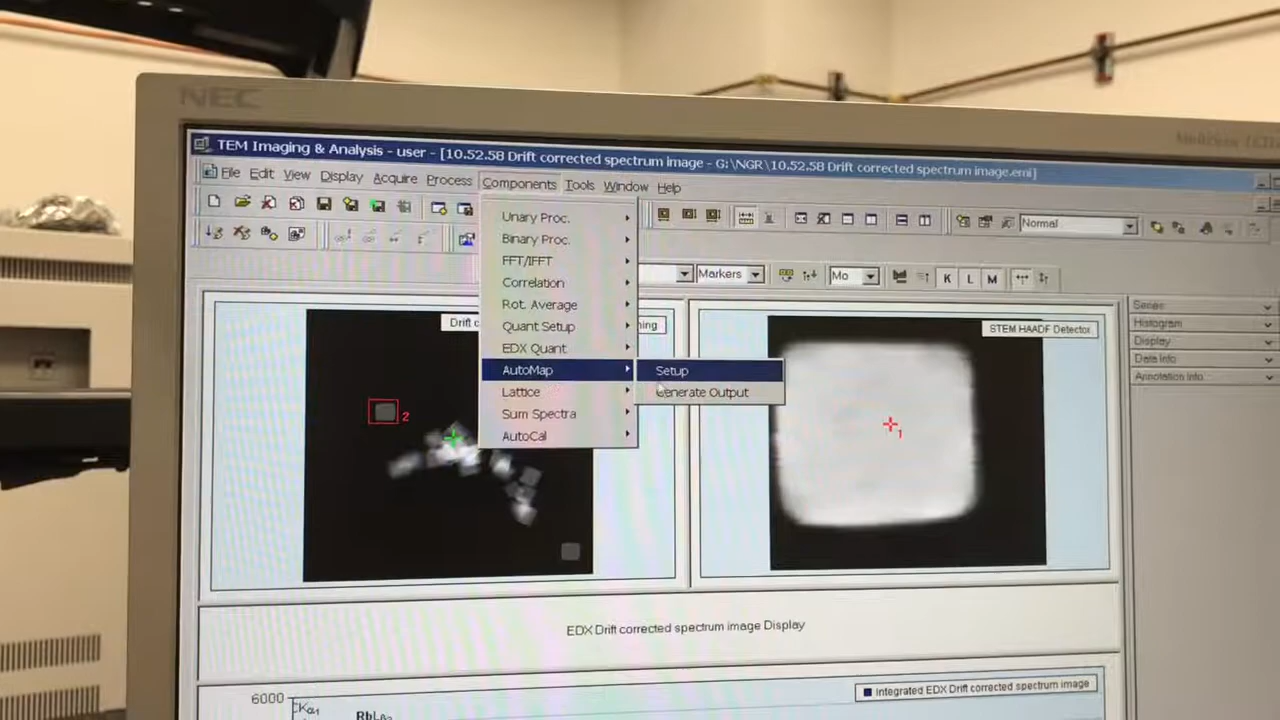 NEC
TEM Imaging & Analysis - user - [10.52.58 Drift corrected spectrum image - G:\NGR\10.52.58 Drift corrected spectrum image.emi]
File Edit View Display Acquire Process Components Tools Window Help
Normal
Markers Mo K L M
Unary Proc.
Binary Proc.
FFT/IFFT
Correlation
Rot. Average
Quant Setup
EDX Quant
AutoMap
Lattice
Sum Spectra
AutoCal
Setup
Generate Output
Drift c
ning
STEM HAADF Detector
2
1
Series
Histogram
Display
Data Info
Annotation Info
EDX Drift corrected spectrum image Display
Integrated EDX Drift corrected spectrum image
6000